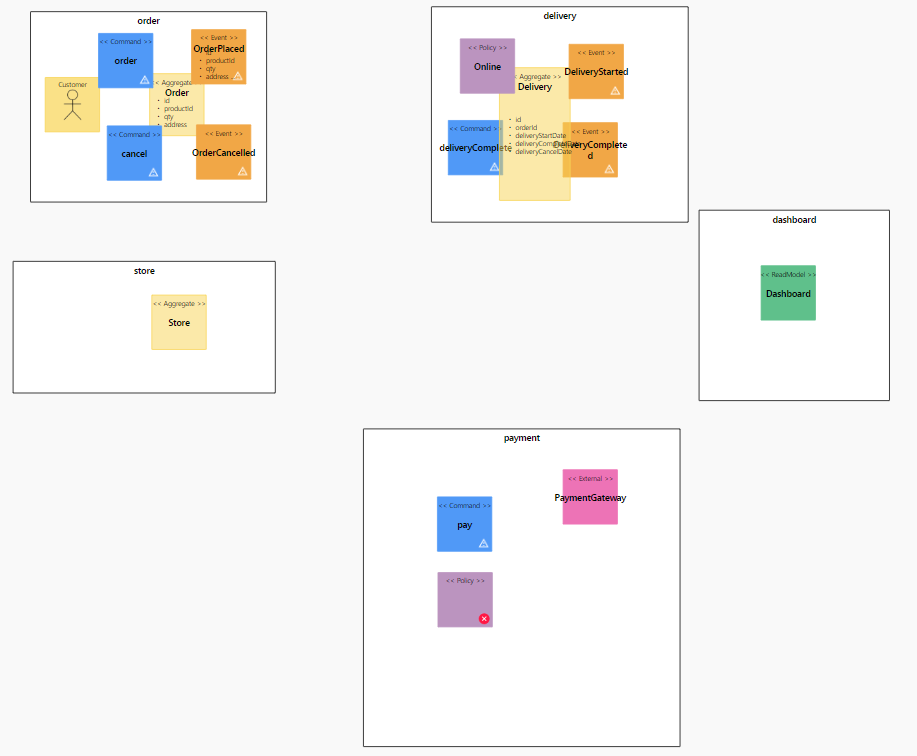 order
<< Command >>
order
<< Event >>
OrderPlaced
id
productId
qty
address
Customer
<< Aggregate
Order
id
productId
qty
address
<< Command >>
cancel
<< Event >>
OrderCancelled
delivery
<< Policy >>
Online
<< Aggregate >>
Delivery
id
orderId
deliveryStartDate
deliveryCompleteDate
deliveryCancelDate
<< Event >>
DeliveryStarted
<< Command >>
deliveryComplete
<< Event >>
DeliveryComplete
d
dashboard
<< ReadModel >>
Dashboard
store
<< Aggregate >>
Store
payment
<< Command >>
pay
<< External >>
PaymentGateway
<< Policy >>